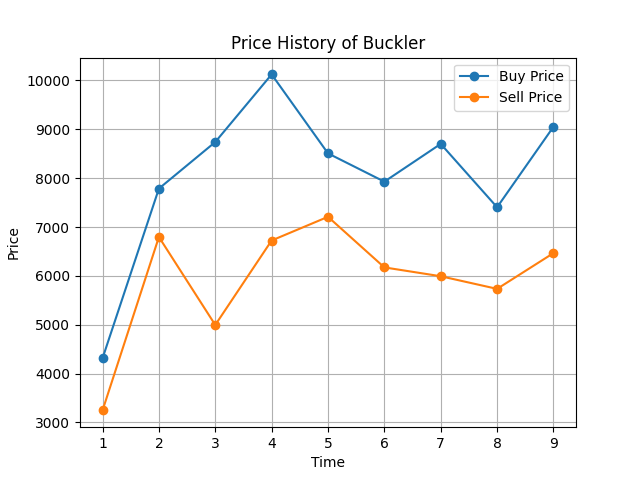 Price History of Buckler
Buy Price
Sell Price
Price
10000
9000
8000
7000
6000
5000
4000
3000
1 2 3 4 5 6 7 8 9
Time